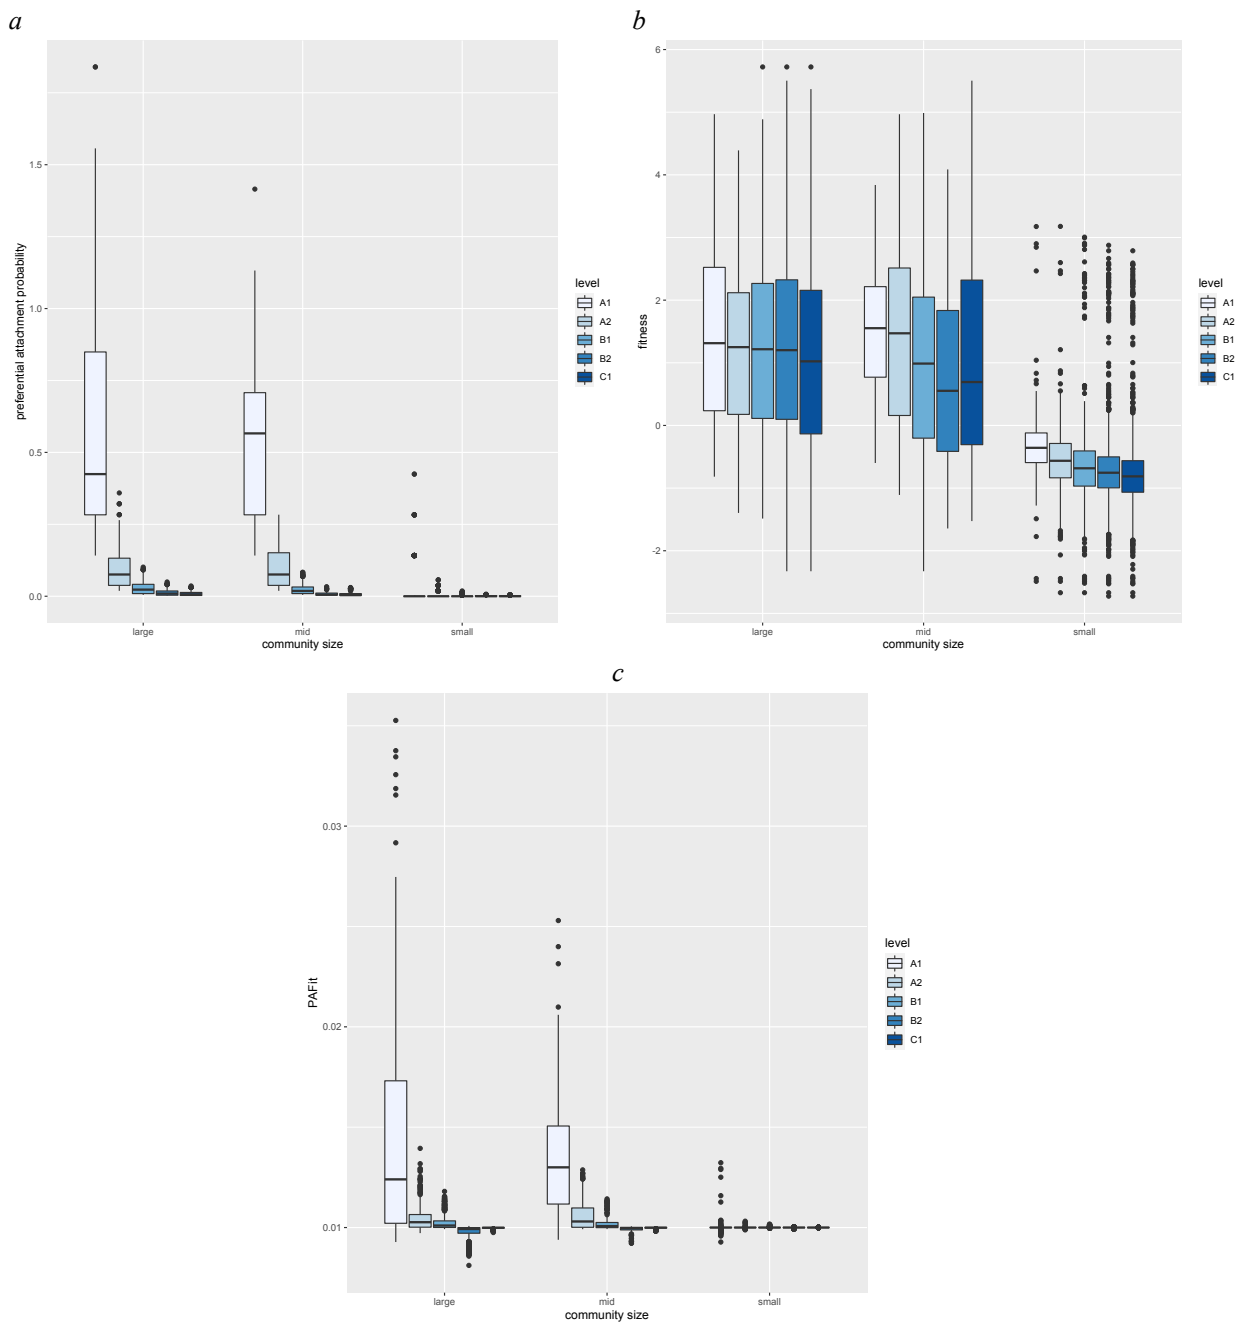 a
preferential attachment probability
1.5
1.0
0.5
0.0
large
mid
small
community size
level
A1
A2
B1
B2
C1
b
fitness
6
4
2
0
-2
large
mid
small
community size
level
A1
A2
B1
B2
C1
c
PAFit
0.03
0.02
0.01
large
mid
small
community size
level
A1
A2
B1
B2
C1